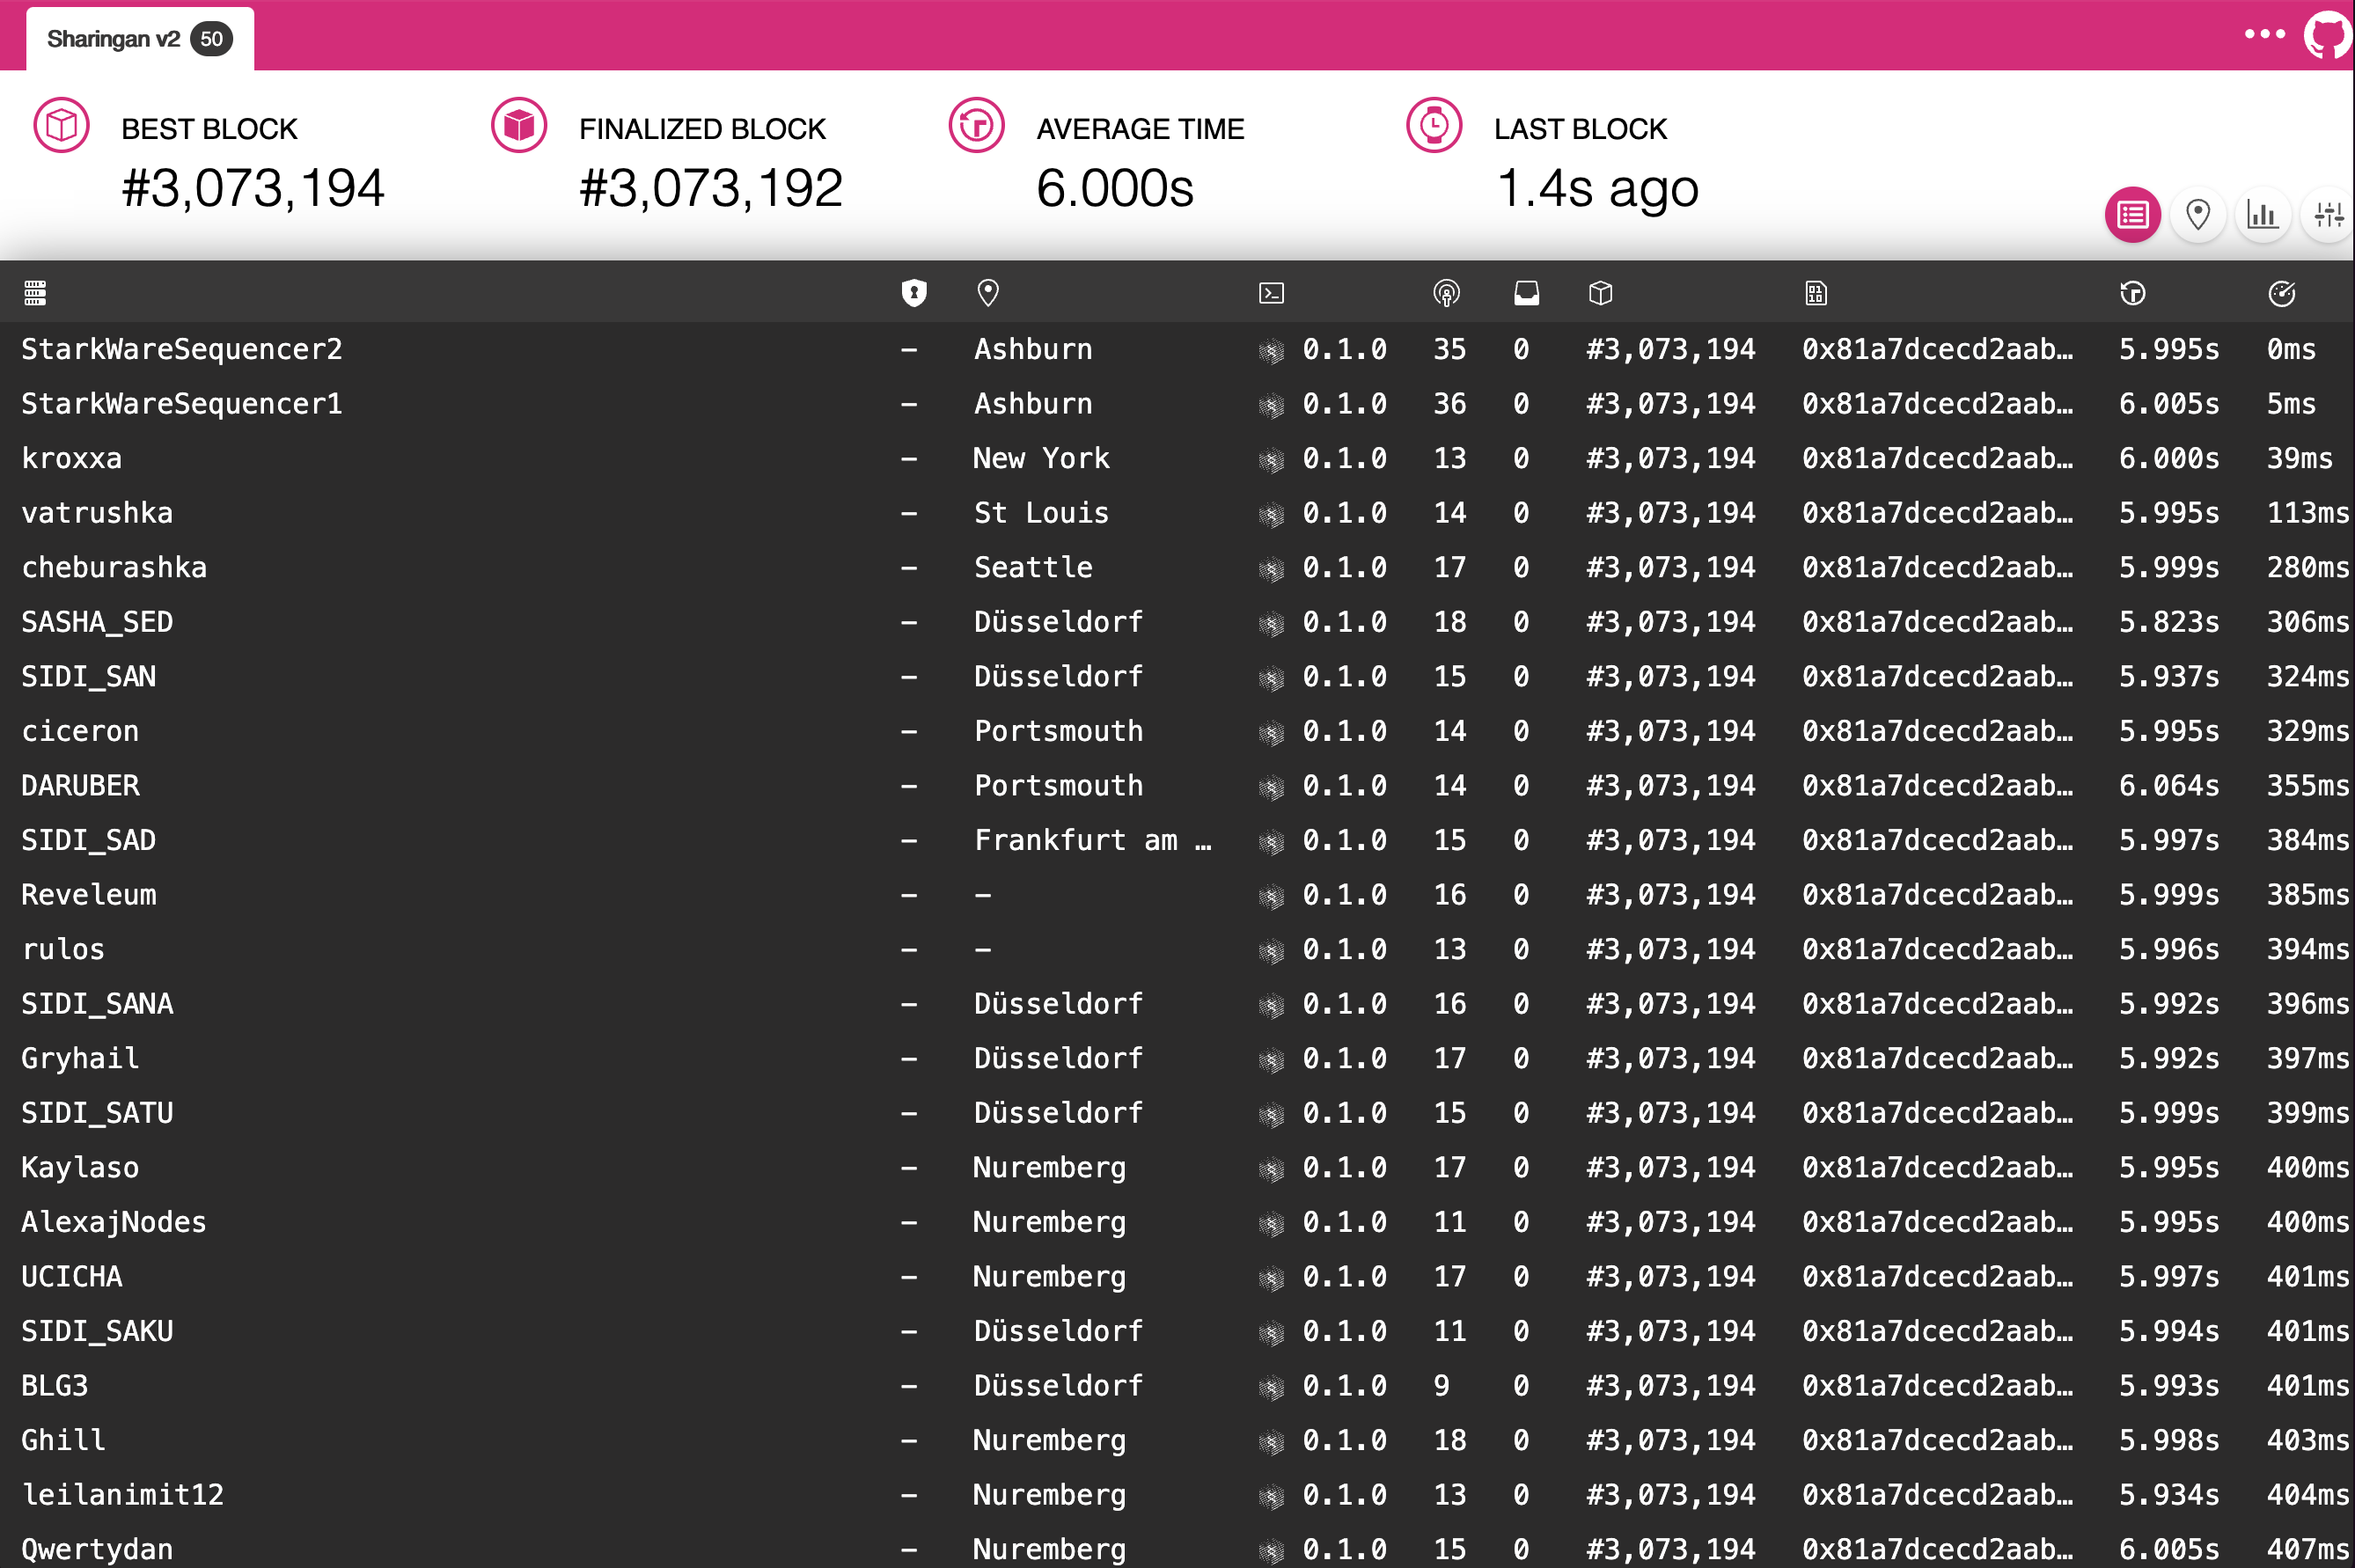 Sharingan v2 50
BEST BLOCK
#3,073,194
FINALIZED BLOCK
#3,073,192
AVERAGE TIME
6.000s
LAST BLOCK
1.4s ago
StarkWareSequencer2 – Ashburn 0.1.0 35 0 #3,073,194 0x81a7dcecd2aab… 5.995s 0ms
StarkWareSequencer1 – Ashburn 0.1.0 36 0 #3,073,194 0x81a7dcecd2aab… 6.005s 5ms
kroxxa – New York 0.1.0 13 0 #3,073,194 0x81a7dcecd2aab… 6.000s 39ms
vatrushka – St Louis 0.1.0 14 0 #3,073,194 0x81a7dcecd2aab… 5.995s 113ms
cheburashka – Seattle 0.1.0 17 0 #3,073,194 0x81a7dcecd2aab… 5.999s 280ms
SASHA_SED – Düsseldorf 0.1.0 18 0 #3,073,194 0x81a7dcecd2aab… 5.823s 306ms
SIDI_SAN – Düsseldorf 0.1.0 15 0 #3,073,194 0x81a7dcecd2aab… 5.937s 324ms
ciceron – Portsmouth 0.1.0 14 0 #3,073,194 0x81a7dcecd2aab… 5.995s 329ms
DARUBER – Portsmouth 0.1.0 14 0 #3,073,194 0x81a7dcecd2aab… 6.064s 355ms
SIDI_SAD – Frankfurt am … 0.1.0 15 0 #3,073,194 0x81a7dcecd2aab… 5.997s 384ms
Reveleum – – 0.1.0 16 0 #3,073,194 0x81a7dcecd2aab… 5.999s 385ms
rulos – – 0.1.0 13 0 #3,073,194 0x81a7dcecd2aab… 5.996s 394ms
SIDI_SANA – Düsseldorf 0.1.0 16 0 #3,073,194 0x81a7dcecd2aab… 5.992s 396ms
Gryhail – Düsseldorf 0.1.0 17 0 #3,073,194 0x81a7dcecd2aab… 5.992s 397ms
SIDI_SATU – Düsseldorf 0.1.0 15 0 #3,073,194 0x81a7dcecd2aab… 5.999s 399ms
Kaylaso – Nuremberg 0.1.0 17 0 #3,073,194 0x81a7dcecd2aab… 5.995s 400ms
AlexajNodes – Nuremberg 0.1.0 11 0 #3,073,194 0x81a7dcecd2aab… 5.995s 400ms
UCICHA – Nuremberg 0.1.0 17 0 #3,073,194 0x81a7dcecd2aab… 5.997s 401ms
SIDI_SAKU – Düsseldorf 0.1.0 11 0 #3,073,194 0x81a7dcecd2aab… 5.994s 401ms
BLG3 – Düsseldorf 0.1.0 9 0 #3,073,194 0x81a7dcecd2aab… 5.993s 401ms
Ghill – Nuremberg 0.1.0 18 0 #3,073,194 0x81a7dcecd2aab… 5.998s 403ms
leilanimit12 – Nuremberg 0.1.0 13 0 #3,073,194 0x81a7dcecd2aab… 5.934s 404ms
Qwertydan – Nuremberg 0.1.0 15 0 #3,073,194 0x81a7dcecd2aab… 6.005s 407ms